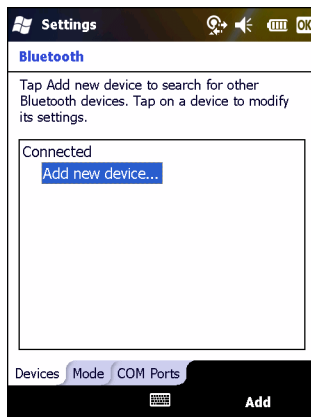 Settings
OK
Bluetooth
Tap Add new device to search for other
Bluetooth devices. Tap on a device to modify
its settings.
Connected
Add new device...
Devices Mode COM Ports
Add